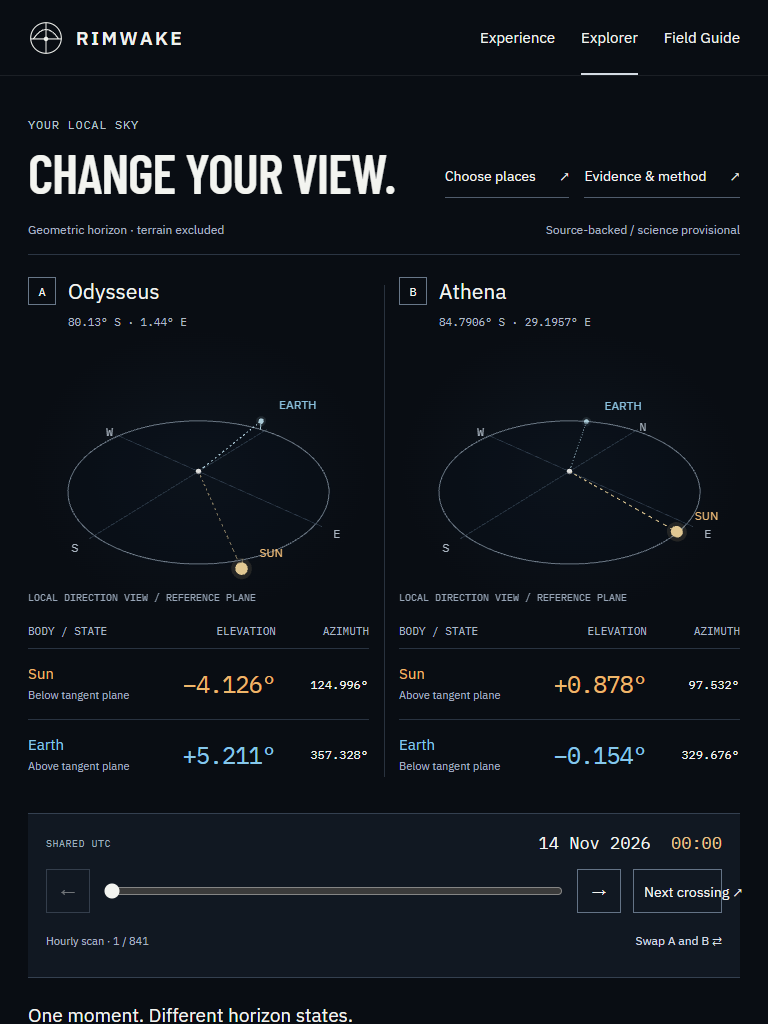 RIMWAKE
Experience Explorer Field Guide
YOUR LOCAL SKY
CHANGE YOUR VIEW.
Choose places ↗ Evidence & method ↗
Geometric horizon · terrain excluded
Source-backed / science provisional
A Odysseus
80.13° S · 1.44° E
EARTH
W
S
E
SUN
LOCAL DIRECTION VIEW / REFERENCE PLANE
BODY / STATE ELEVATION AZIMUTH
Sun
Below tangent plane
−4.126° 124.996°
Earth
Above tangent plane
+5.211° 357.328°
B Athena
84.7906° S · 29.1957° E
EARTH
W N
SUN
S E
LOCAL DIRECTION VIEW / REFERENCE PLANE
BODY / STATE ELEVATION AZIMUTH
Sun
Above tangent plane
+0.878° 97.532°
Earth
Below tangent plane
−0.154° 329.676°
SHARED UTC
14 Nov 2026 00:00
← → Next crossing ↗
Hourly scan · 1 / 841
Swap A and B ⇄
One moment. Different horizon states.